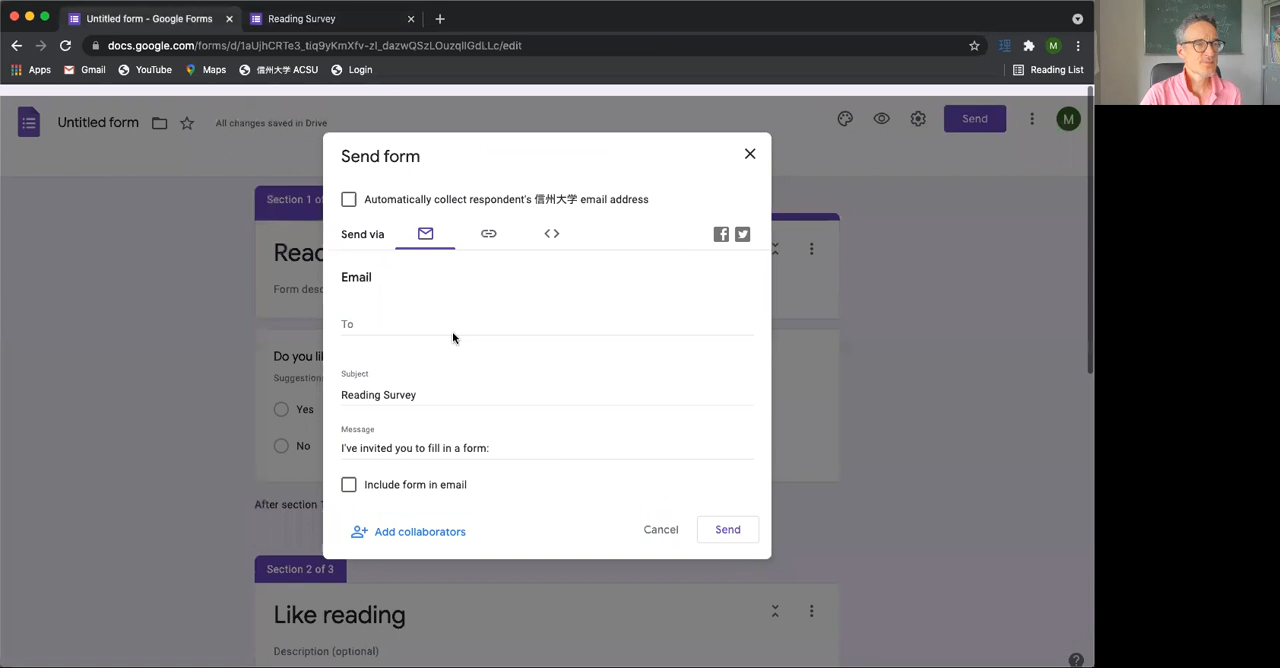 Untitled form - Google Forms
Reading Survey
docs.google.com/forms/d/1aUjhCRTe3_tiq9yKmXfv-zI_dazwQSzLOuzqlIGdLLc/edit
理
M
Apps
Gmail
YouTube
Maps
信州大学 ACSU
Login
Reading List
Untitled form
All changes saved in Drive
Send
M
Send form
Automatically collect respondent's 信州大学 email address
Send via
Email
To
Subject
Reading Survey
Message
I've invited you to fill in a form:
Include form in email
Add collaborators
Cancel
Send
Section 1 of
Read
Form desc
Do you li
Suggestions
Yes
No
After section 1
Section 2 of 3
Like reading
Description (optional)